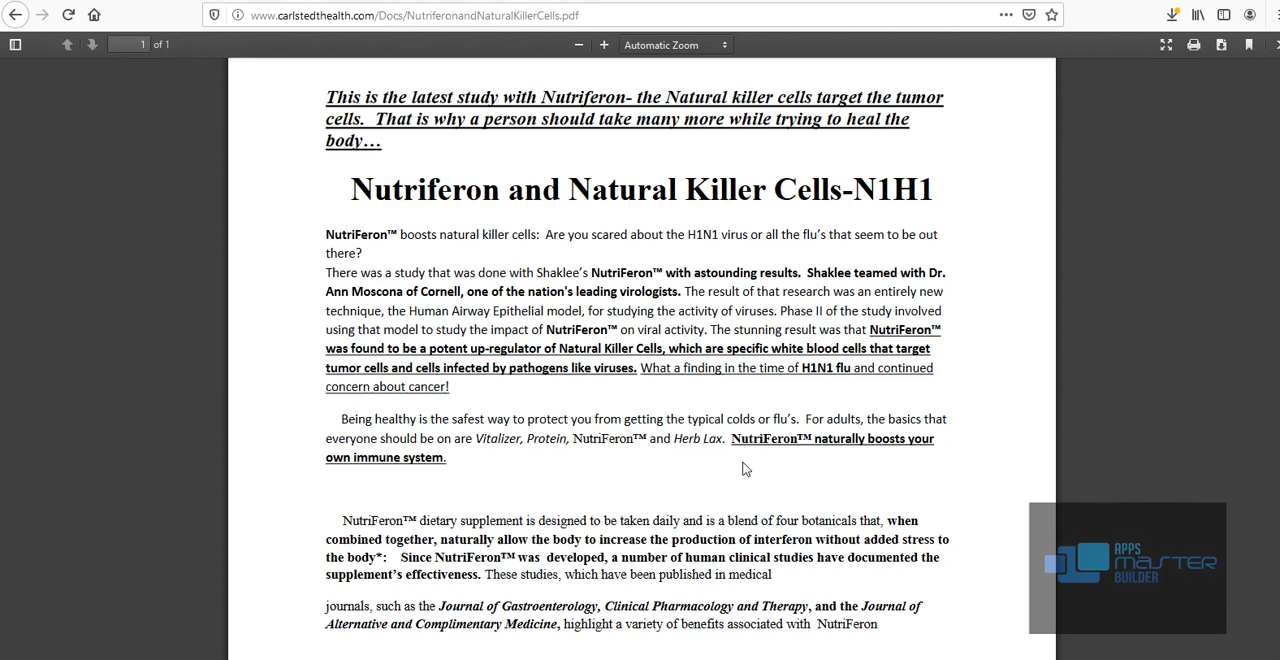 www.carlstedthealth.com/Docs/NutriferonandNaturalKillerCells.pdf
1 of 1
Automatic Zoom
This is the latest study with Nutriferon- the Natural killer cells target the tumor
cells.  That is why a person should take many more while trying to heal the
body…
Nutriferon and Natural Killer Cells-N1H1
NutriFeron™ boosts natural killer cells:  Are you scared about the H1N1 virus or all the flu's that seem to be out
there?
There was a study that was done with Shaklee's NutriFeron™ with astounding results.  Shaklee teamed with Dr.
Ann Moscona of Cornell, one of the nation's leading virologists. The result of that research was an entirely new
technique, the Human Airway Epithelial model, for studying the activity of viruses. Phase II of the study involved
using that model to study the impact of NutriFeron™ on viral activity. The stunning result was that NutriFeron™
was found to be a potent up-regulator of Natural Killer Cells, which are specific white blood cells that target
tumor cells and cells infected by pathogens like viruses. What a finding in the time of H1N1 flu and continued
concern about cancer!
Being healthy is the safest way to protect you from getting the typical colds or flu's.  For adults, the basics that
everyone should be on are Vitalizer, Protein, NutriFeron™ and Herb Lax.  NutriFeron™ naturally boosts your
own immune system.
NutriFeron™ dietary supplement is designed to be taken daily and is a blend of four botanicals that, when
combined together, naturally allow the body to increase the production of interferon without added stress to
the body*:   Since NutriFeron™ was  developed, a number of human clinical studies have documented the
supplement's effectiveness. These studies, which have been published in medical
journals, such as the Journal of Gastroenterology, Clinical Pharmacology and Therapy, and the Journal of
Alternative and Complimentary Medicine, highlight a variety of benefits associated with  NutriFeron
APPS
MASTER
BUILDER